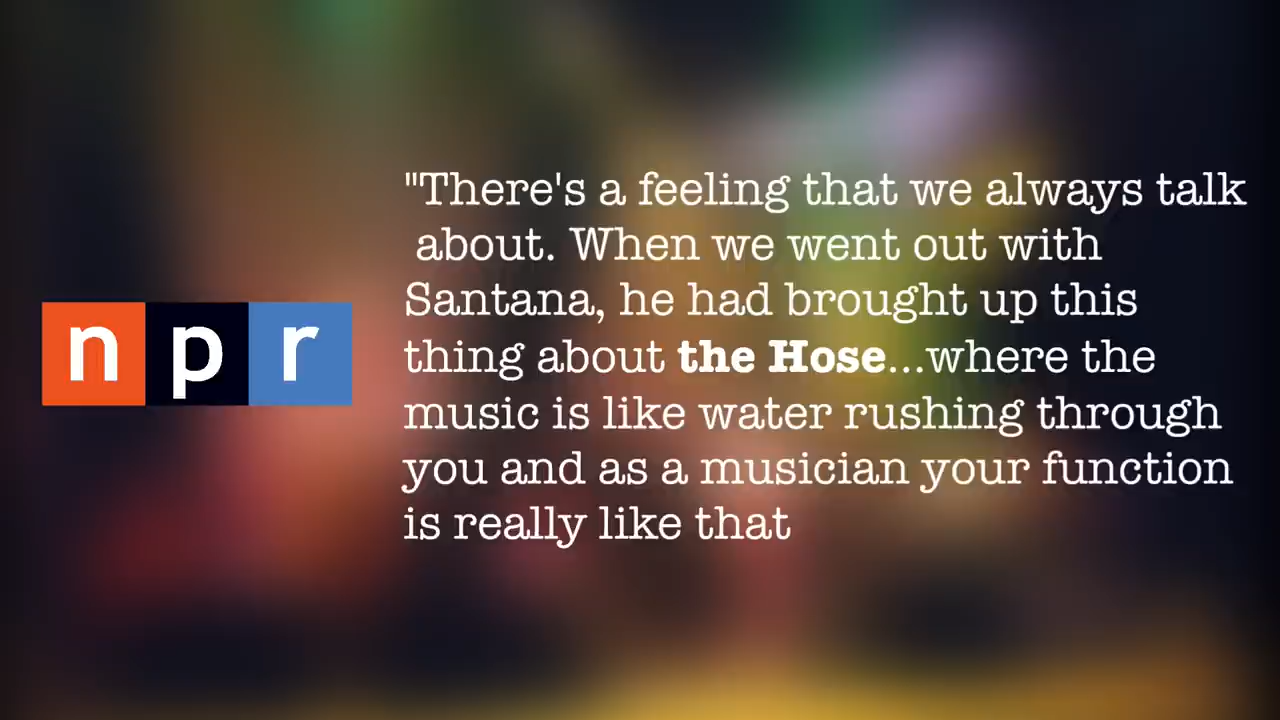 npr
"There's a feeling that we always talk
about. When we went out with
Santana, he had brought up this
thing about the Hose...where the
music is like water rushing through
you and as a musician your function
is really like that